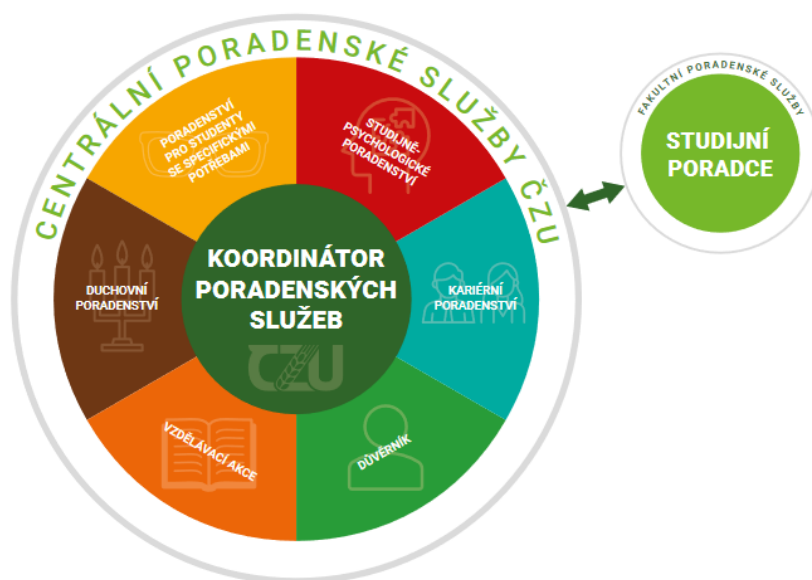 CENTRÁLNÍ PORADENSKÉ SLUŽBY ČZU
PORADENSTVÍ
PRO STUDENTY
SE SPECIFICKÝMI
POTŘEBAMI
STUDIJNĚ-
PSYCHOLOGICKÉ
PORADENSTVÍ
DUCHOVNÍ
PORADENSTVÍ
KOORDINÁTOR
PORADENSKÝCH
SLUŽEB
ČZU
KARIÉRNÍ
PORADENSTVÍ
VZDĚLÁVACÍ AKCE
DŮVĚRNÍK
FAKULTNÍ PORADENSKÉ SLUŽBY
STUDIJNÍ
PORADCE